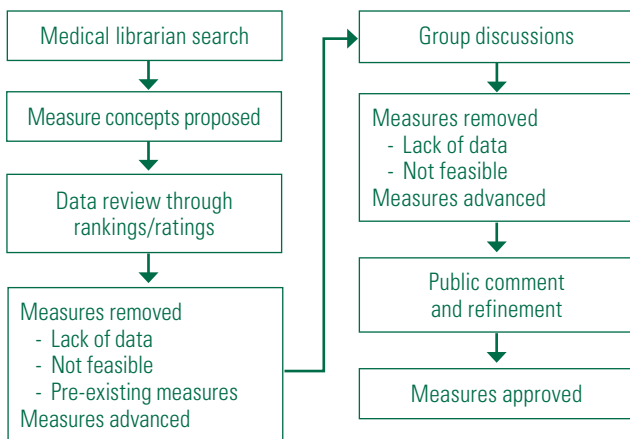 Medical librarian search
Measure concepts proposed
Data review through
rankings/ratings
Measures removed
- Lack of data
- Not feasible
- Pre-existing measures
Measures advanced
Group discussions
Measures removed
- Lack of data
- Not feasible
Measures advanced
Public comment
and refinement
Measures approved